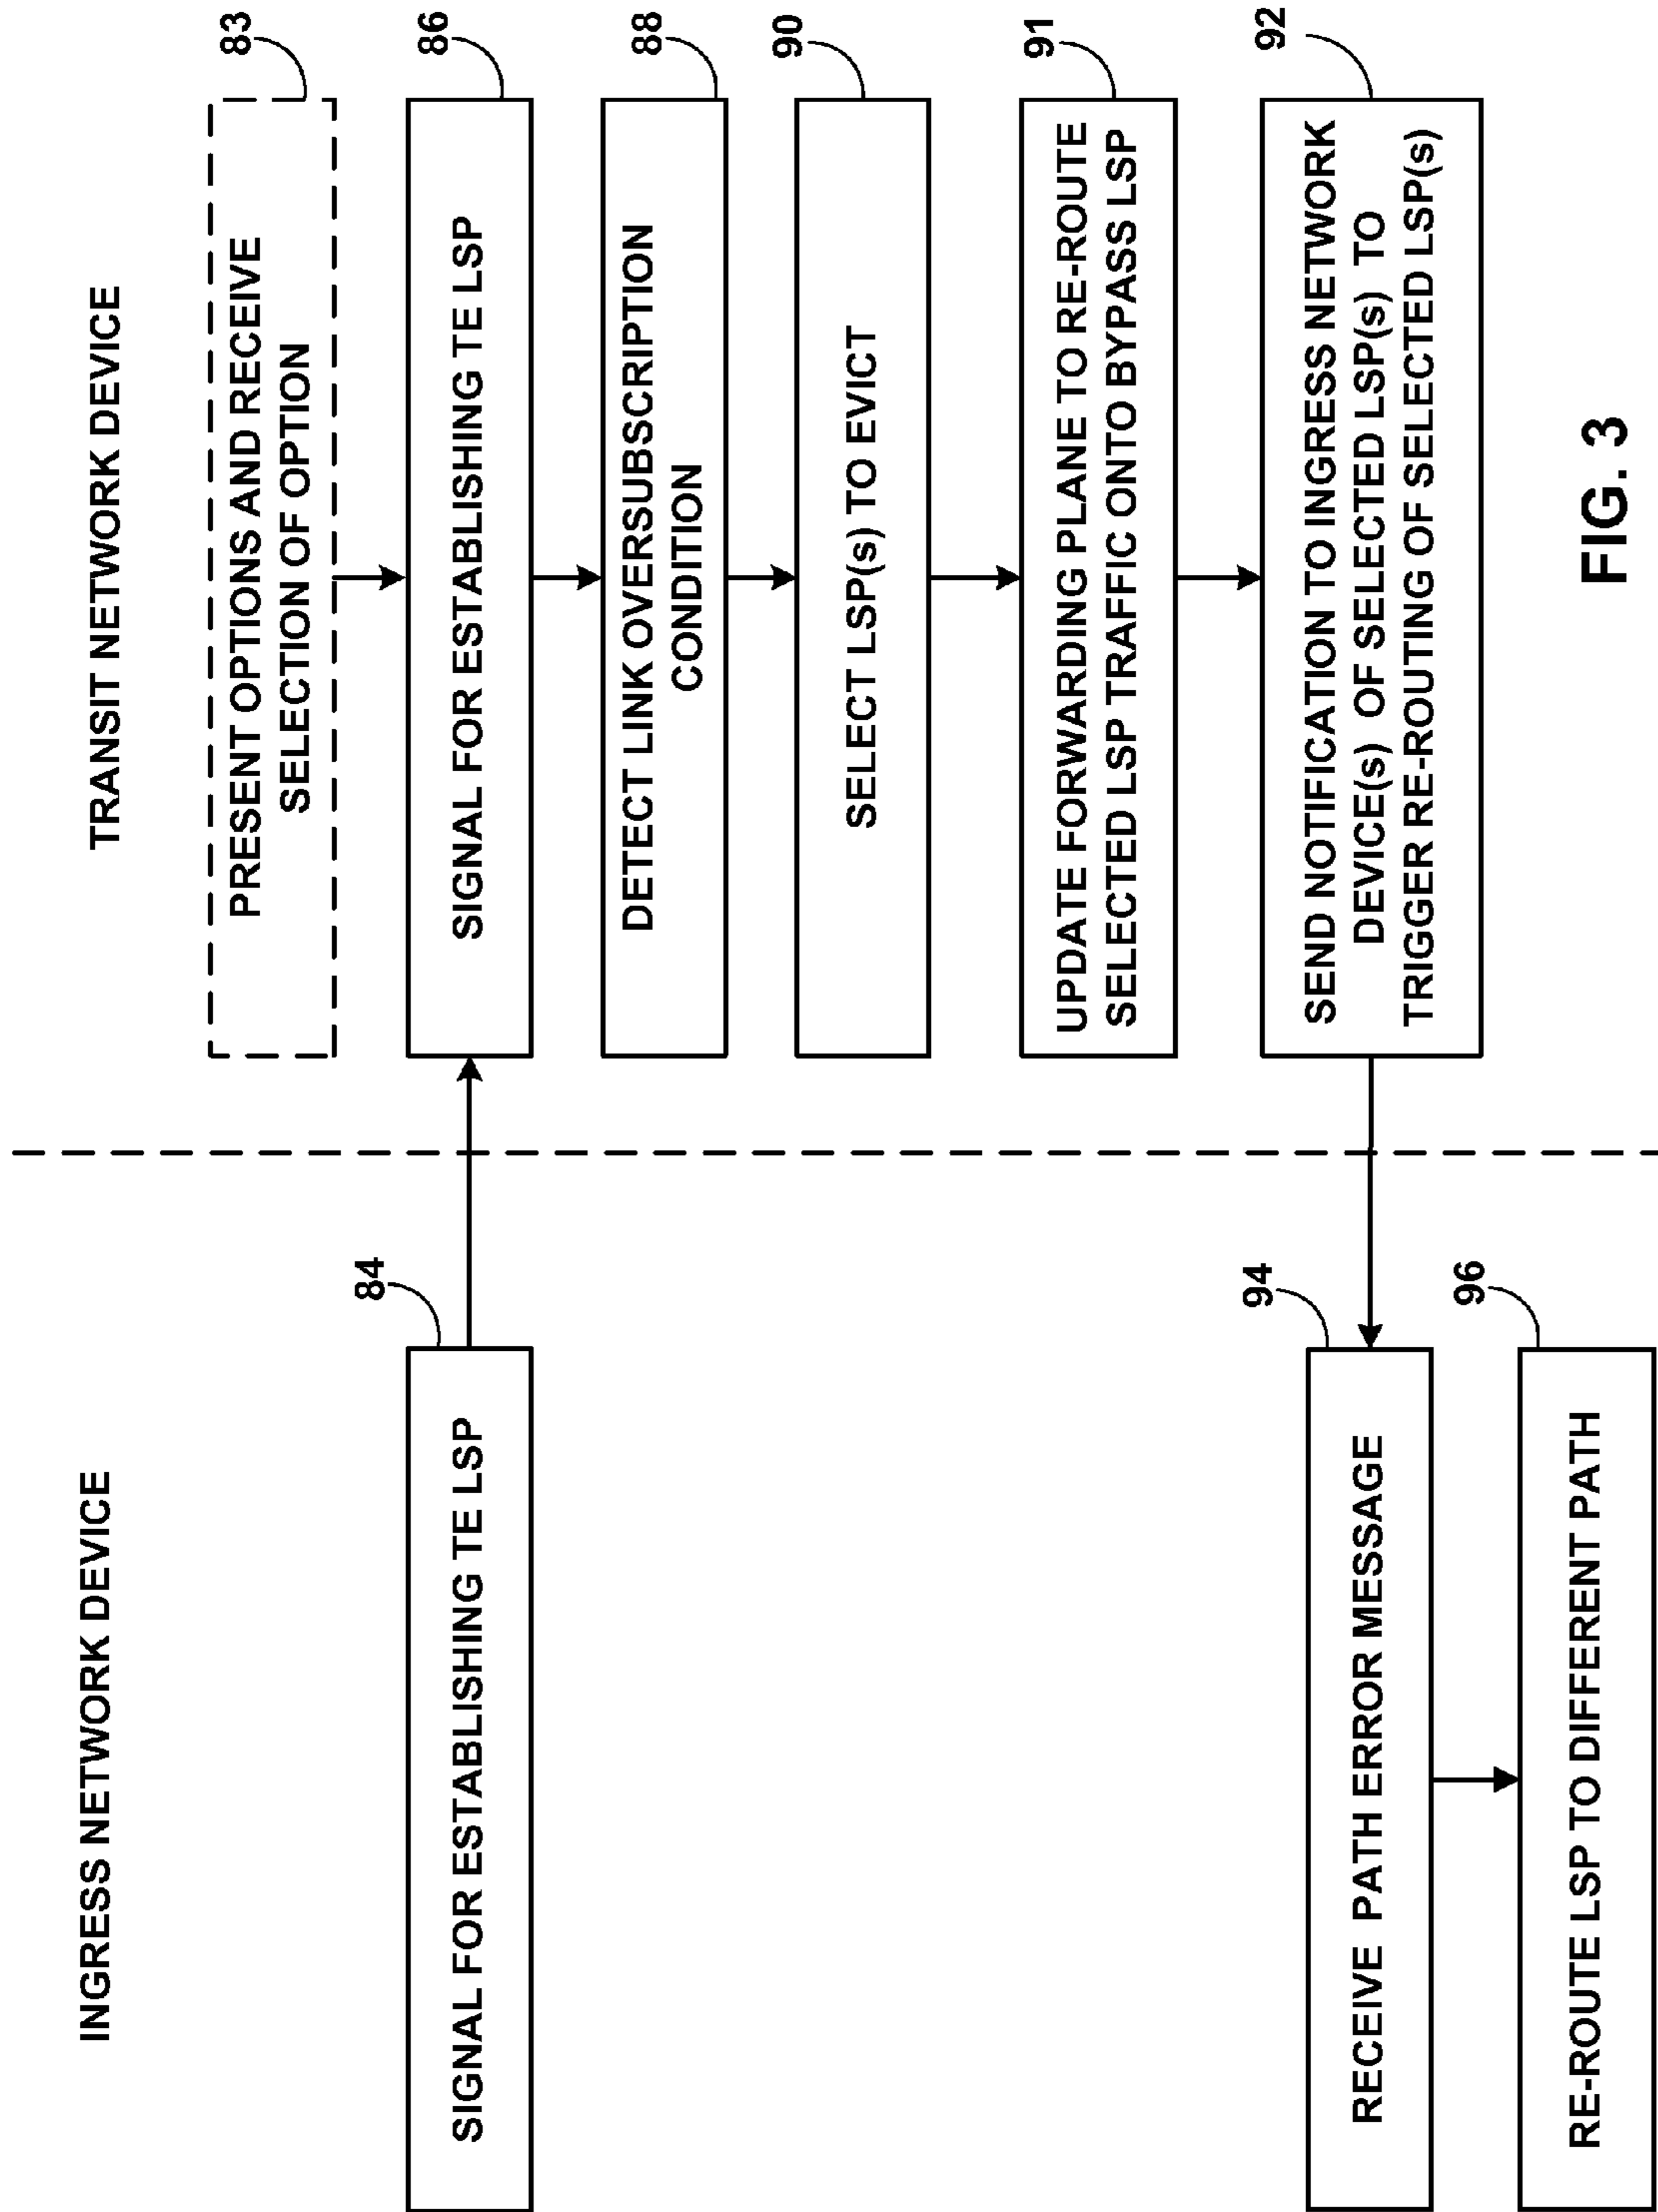 INGRESS NETWORK DEVICE
TRANSIT NETWORK DEVICE
83
PRESENT OPTIONS AND RECEIVE
SELECTION OF OPTION
84
SIGNAL FOR ESTABLISHING TE LSP
86
SIGNAL FOR ESTABLISHING TE LSP
88
DETECT LINK OVERSUBSCRIPTION
CONDITION
90
SELECT LSP(s) TO EVICT
91
UPDATE FORWARDING PLANE TO RE-ROUTE
SELECTED LSP TRAFFIC ONTO BYPASS LSP
92
SEND NOTIFICATION TO INGRESS NETWORK
DEVICE(s) OF SELECTED LSP(s) TO
TRIGGER RE-ROUTING OF SELECTED LSP(s)
94
RECEIVE PATH ERROR MESSAGE
96
RE-ROUTE LSP TO DIFFERENT PATH
FIG. 3